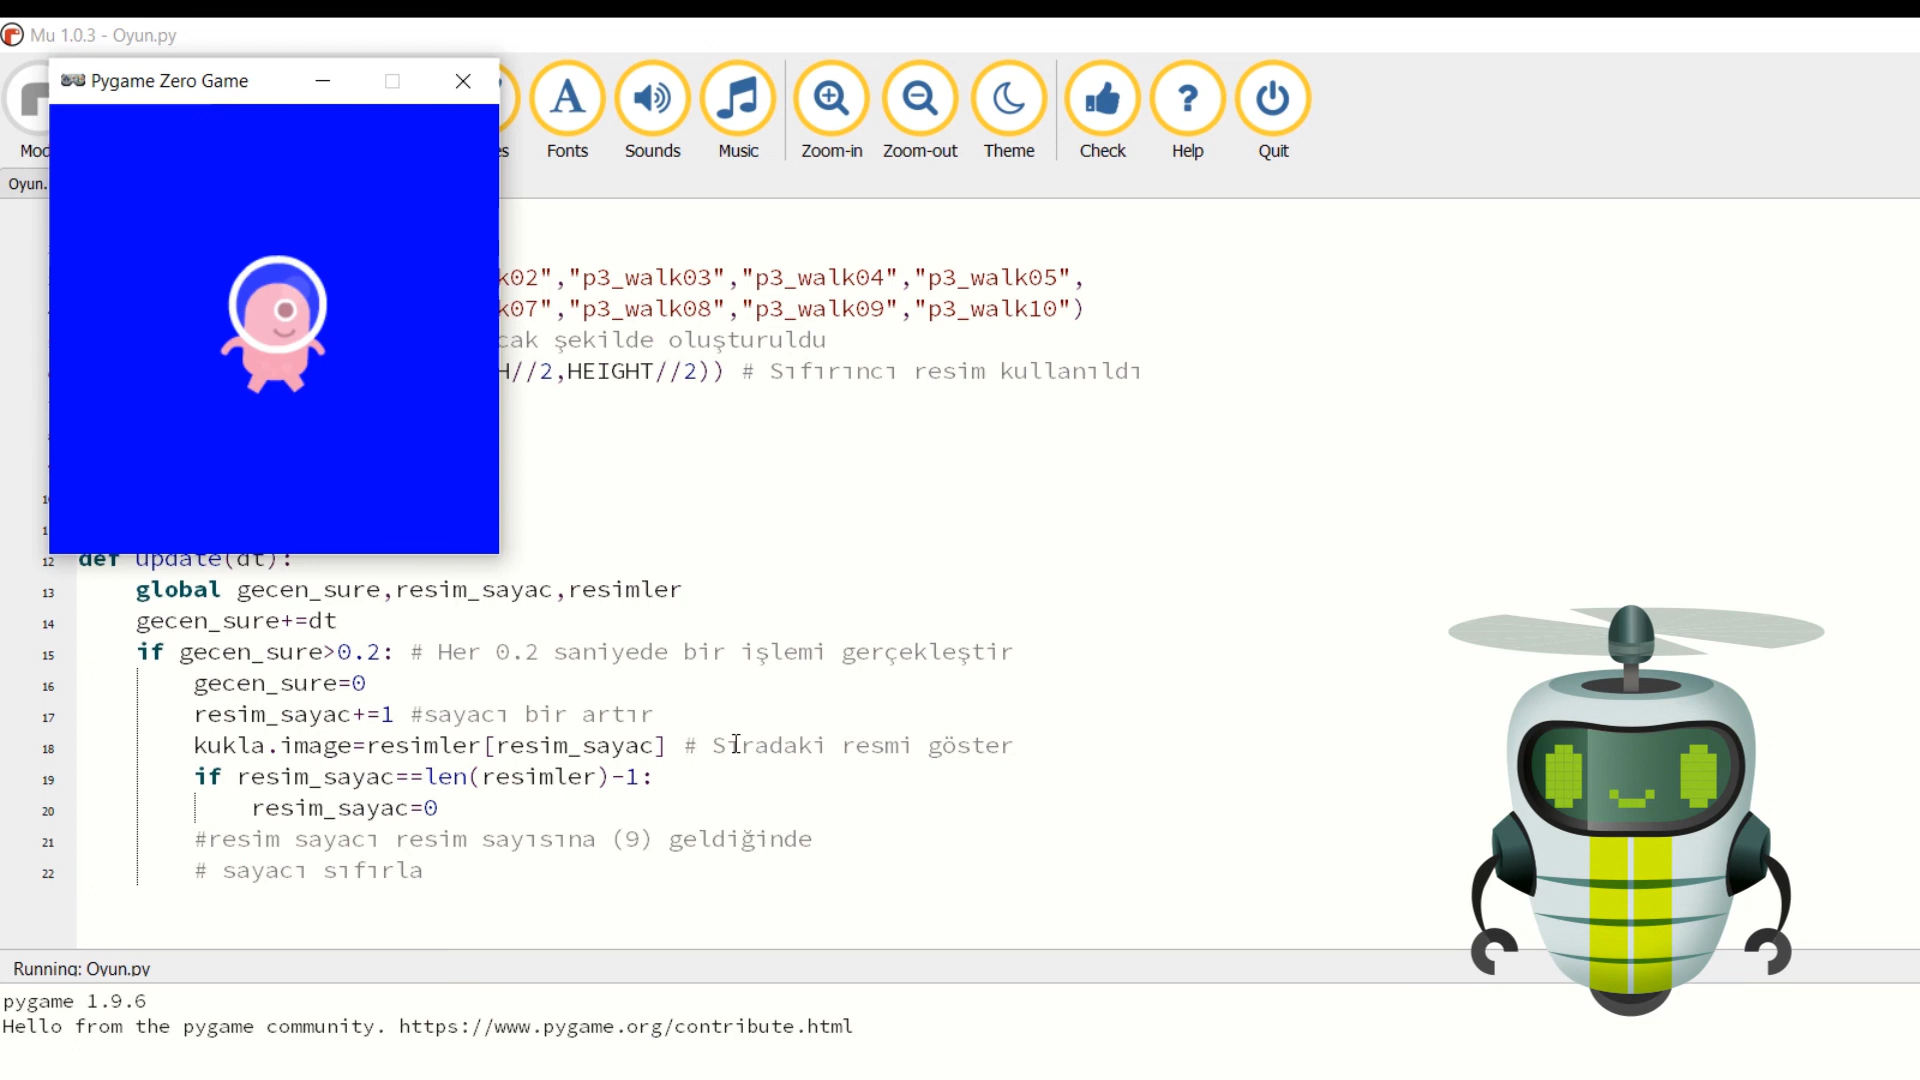 Mu 1.0.3 - Oyun.py
Pygame Zero Game
Fonts Sounds Music Zoom-in Zoom-out Theme Check Help Quit
k02","p3_walk03","p3_walk04","p3_walk05",
k07","p3_walk08","p3_walk09","p3_walk10")
cak şekilde oluşturuldu
H//2,HEIGHT//2)) # Sıfırıncı resim kullanıldı
12 def update(dt):
13 global gecen_sure,resim_sayac,resimler
14 gecen_sure+=dt
15 if gecen_sure>0.2: # Her 0.2 saniyede bir işlemi gerçekleştir
16 gecen_sure=0
17 resim_sayac+=1 #sayacı bir artır
18 kukla.image=resimler[resim_sayac] # Sıradaki resmi göster
19 if resim_sayac==len(resimler)-1:
20 resim_sayac=0
21 #resim sayacı resim sayısına (9) geldiğinde
22 # sayacı sıfırla
Running: Oyun.py
pygame 1.9.6
Hello from the pygame community. https://www.pygame.org/contribute.html